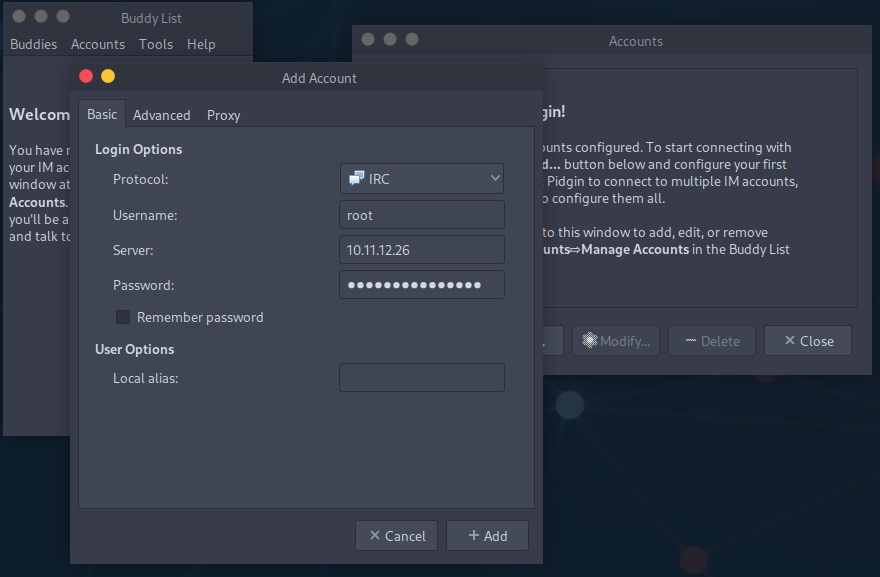 Buddy List
Buddies Accounts Tools Help
Welcom
You have
your IM
window at
Accounts.
you'll be a
and talk to
Accounts
gin!
ounts configured. To start connecting with
d... button below and configure your first
Pidgin to connect to multiple IM accounts,
o configure them all.
to this window to add, edit, or remove
unts⇨Manage Accounts in the Buddy List
Modify...
Delete
Close
Add Account
Basic Advanced Proxy
Login Options
Protocol: IRC
Username: root
Server: 10.11.12.26
Password: ●●●●●●●●●●●●●●●
Remember password
User Options
Local alias:
Cancel
Add